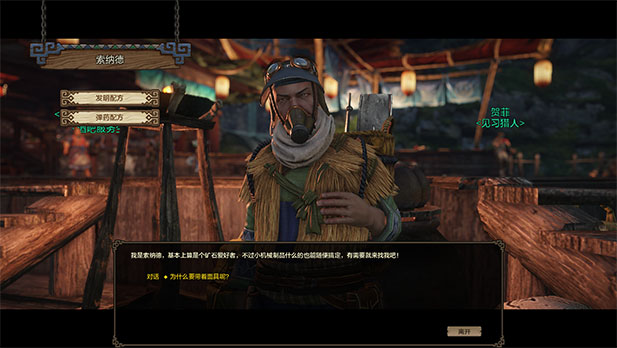 索纳德
发明配方
弹药配方
贺菲
<见习猎人>
我是索纳德，基本上算是个矿石爱好者，不过小机械制品什么的也能随便搞定，有需要就来找我吧！
对话 ◆ 为什么要带着面具呢？
离开